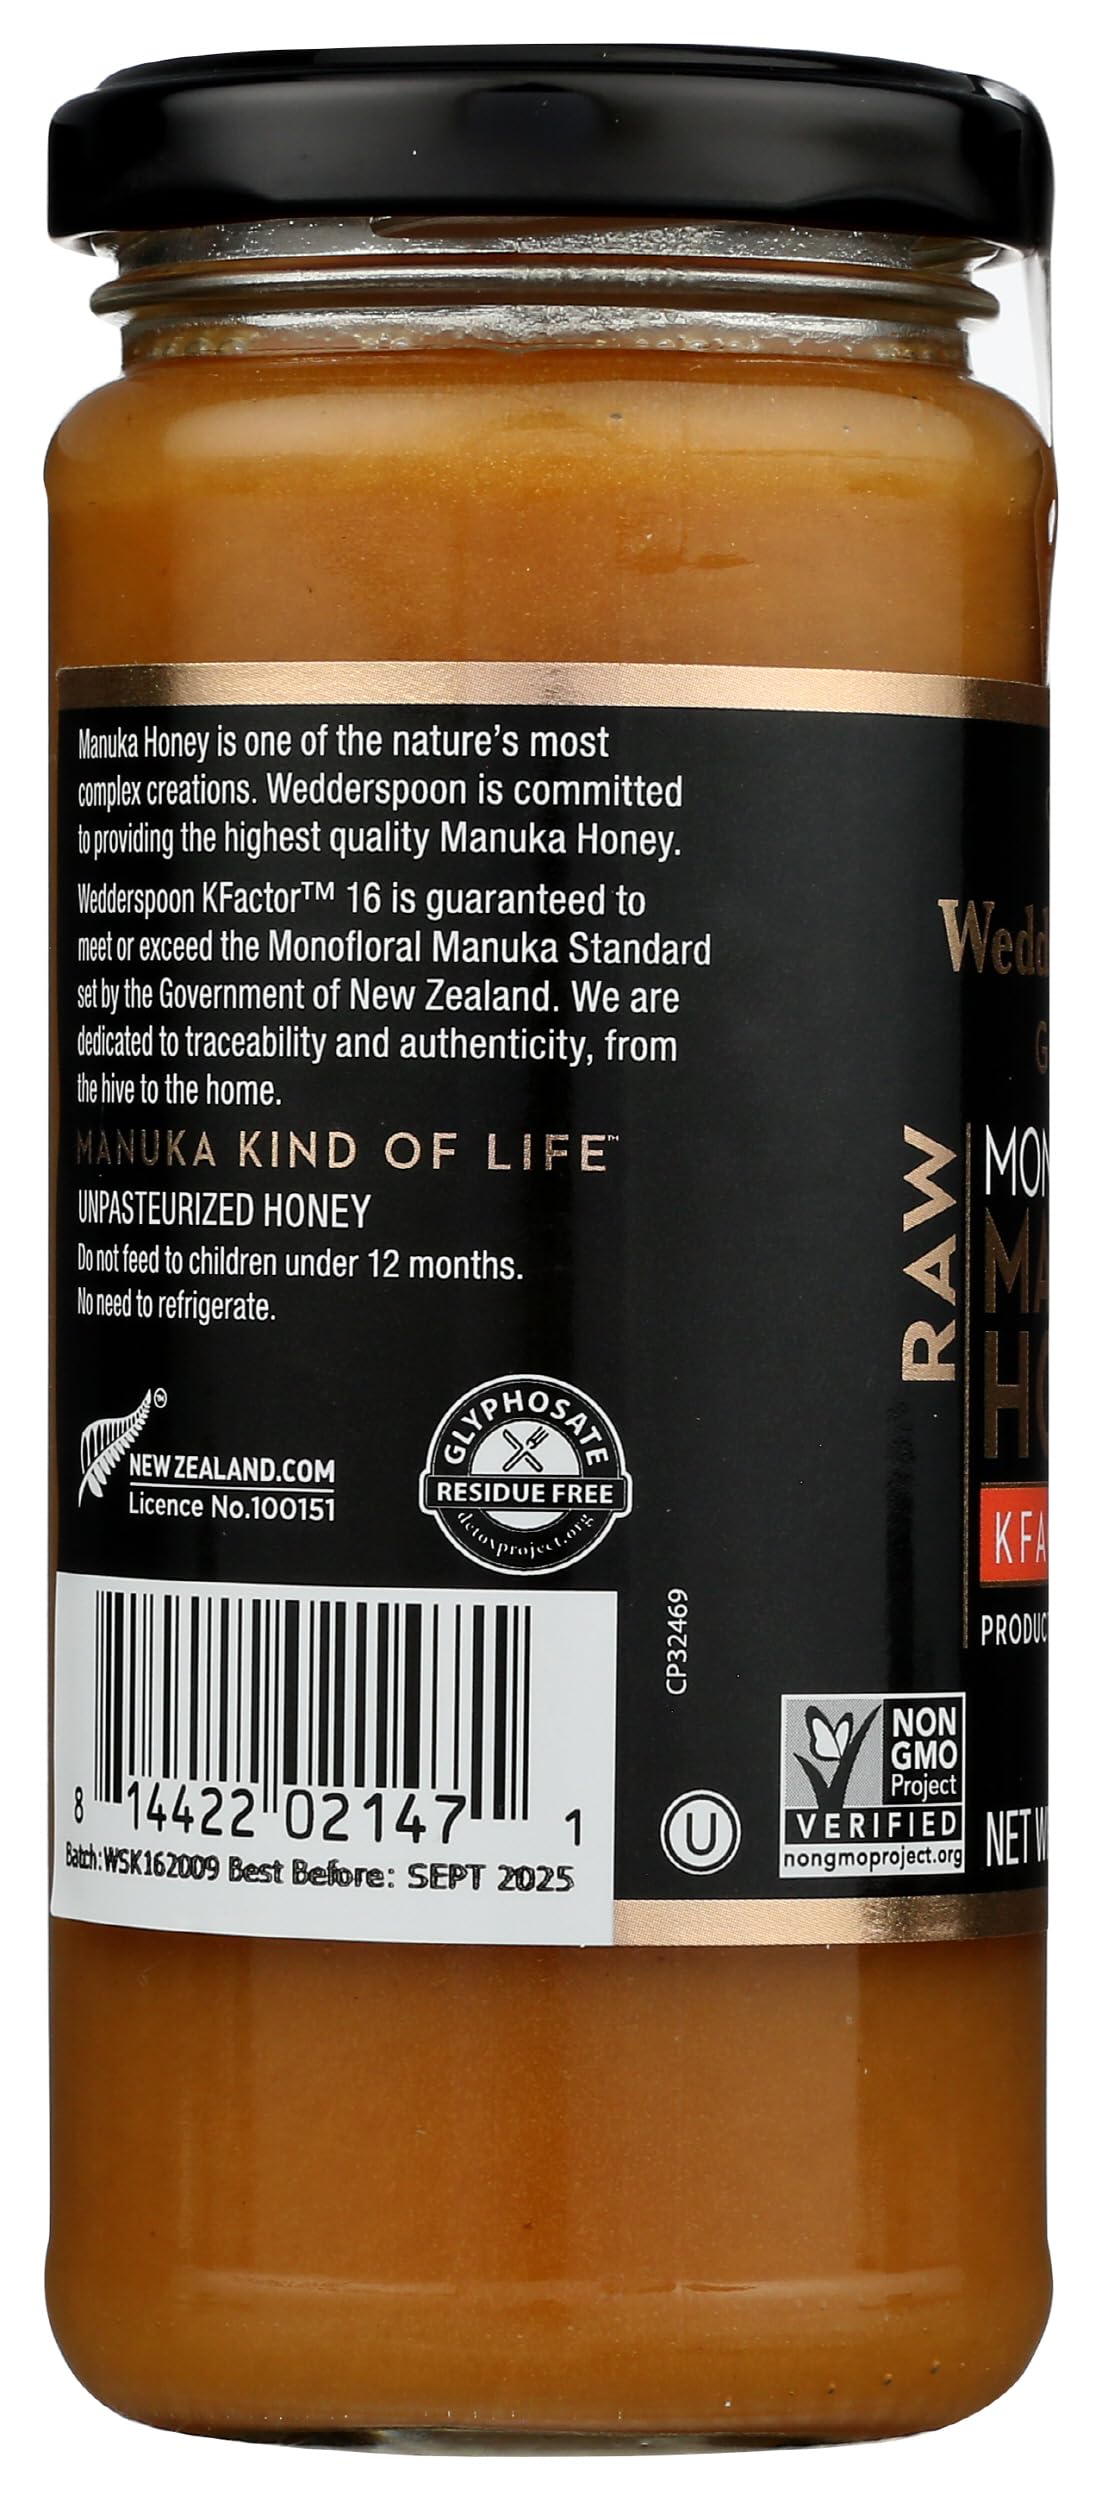 Manuka Honey is one of the nature's most
complex creations. Wedderspoon is committed
to providing the highest quality Manuka Honey.
Wedderspoon KFactor™ 16 is guaranteed to
meet or exceed the Monofloral Manuka Standard
set by the Government of New Zealand. We are
dedicated to traceability and authenticity, from
the hive to the home.
MANUKA KIND OF LIFE™
UNPASTEURIZED HONEY
Do not feed to children under 12 months.
No need to refrigerate.
TM
NEW ZEALAND.COM
Licence No.100151
GLYPHOSATE
RESIDUE FREE
detoxproject.org
8 14422 02147 1
Batch:WSK162009 Best Before: SEPT 2025
CP32469
U
NON
GMO
Project
VERIFIED
nongmoproject.org
RAW
NET